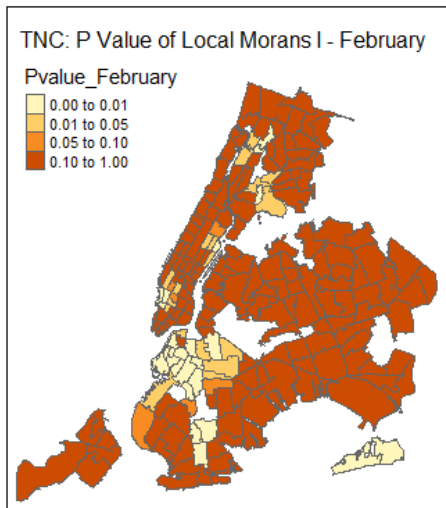 TNC: P Value of Local Morans I - February
Pvalue_February
0.00 to 0.01
0.01 to 0.05
0.05 to 0.10
0.10 to 1.00